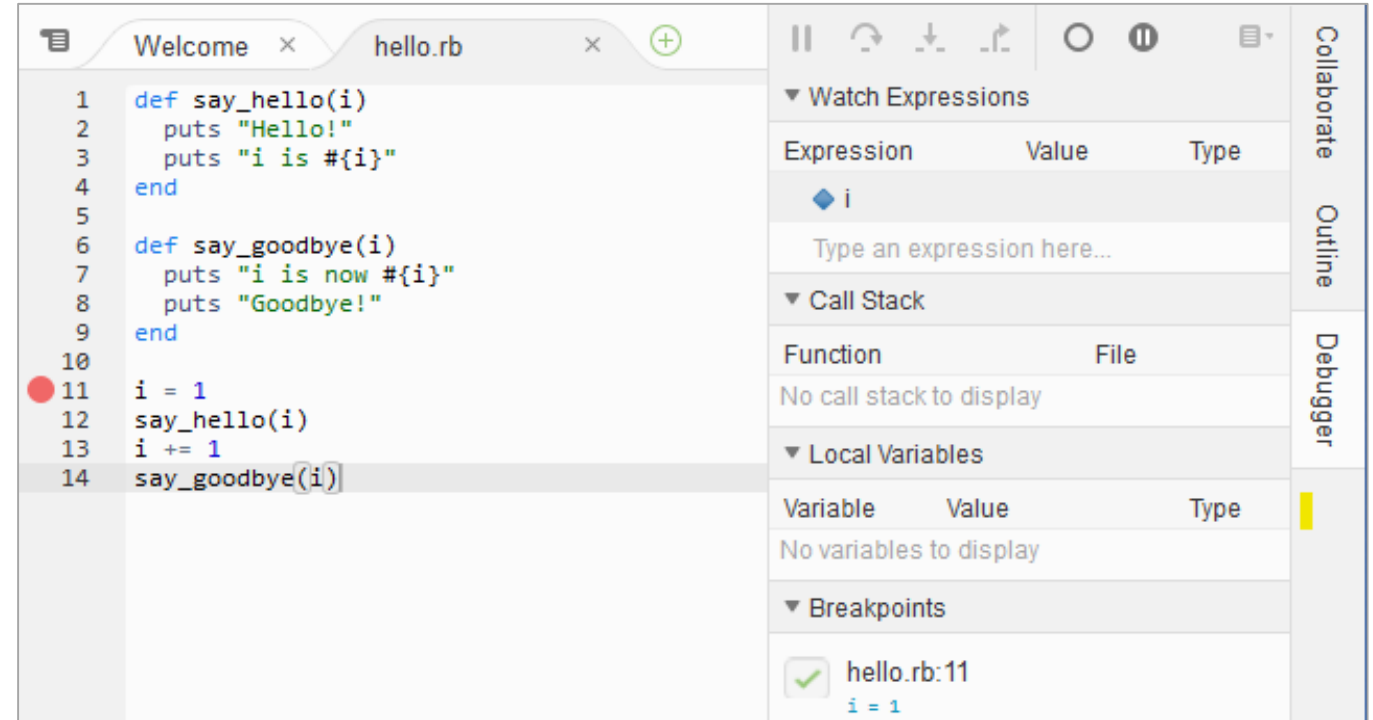 Welcome ×
hello.rb ×
1 def say_hello(i)
2   puts "Hello!"
3   puts "i is #{i}"
4 end
5
6 def say_goodbye(i)
7   puts "i is now #{i}"
8   puts "Goodbye!"
9 end
10
11 i = 1
12 say_hello(i)
13 i += 1
14 say_goodbye(i)
Watch Expressions
Expression Value Type
i
Type an expression here...
Call Stack
Function File
No call stack to display
Local Variables
Variable Value Type
No variables to display
Breakpoints
hello.rb:11
i = 1
Collaborate
Outline
Debugger